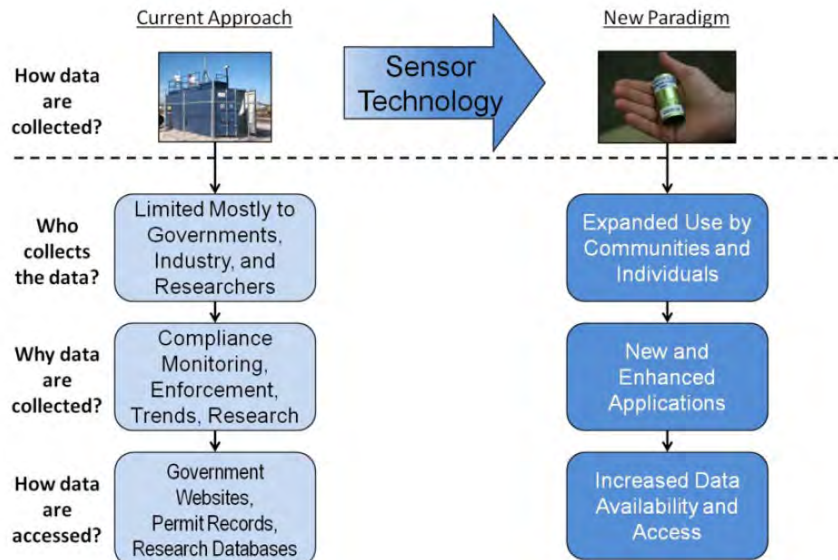 Current Approach
New Paradigm
How data
are
collected?
Sensor
Technology
Who
collects
the data?
Limited Mostly to
Governments,
Industry, and
Researchers
Expanded Use by
Communities and
Individuals
Why data
are
collected?
Compliance
Monitoring,
Enforcement,
Trends, Research
New and
Enhanced
Applications
How data
are
accessed?
Government
Websites,
Permit Records,
Research Databases
Increased Data
Availability and
Access